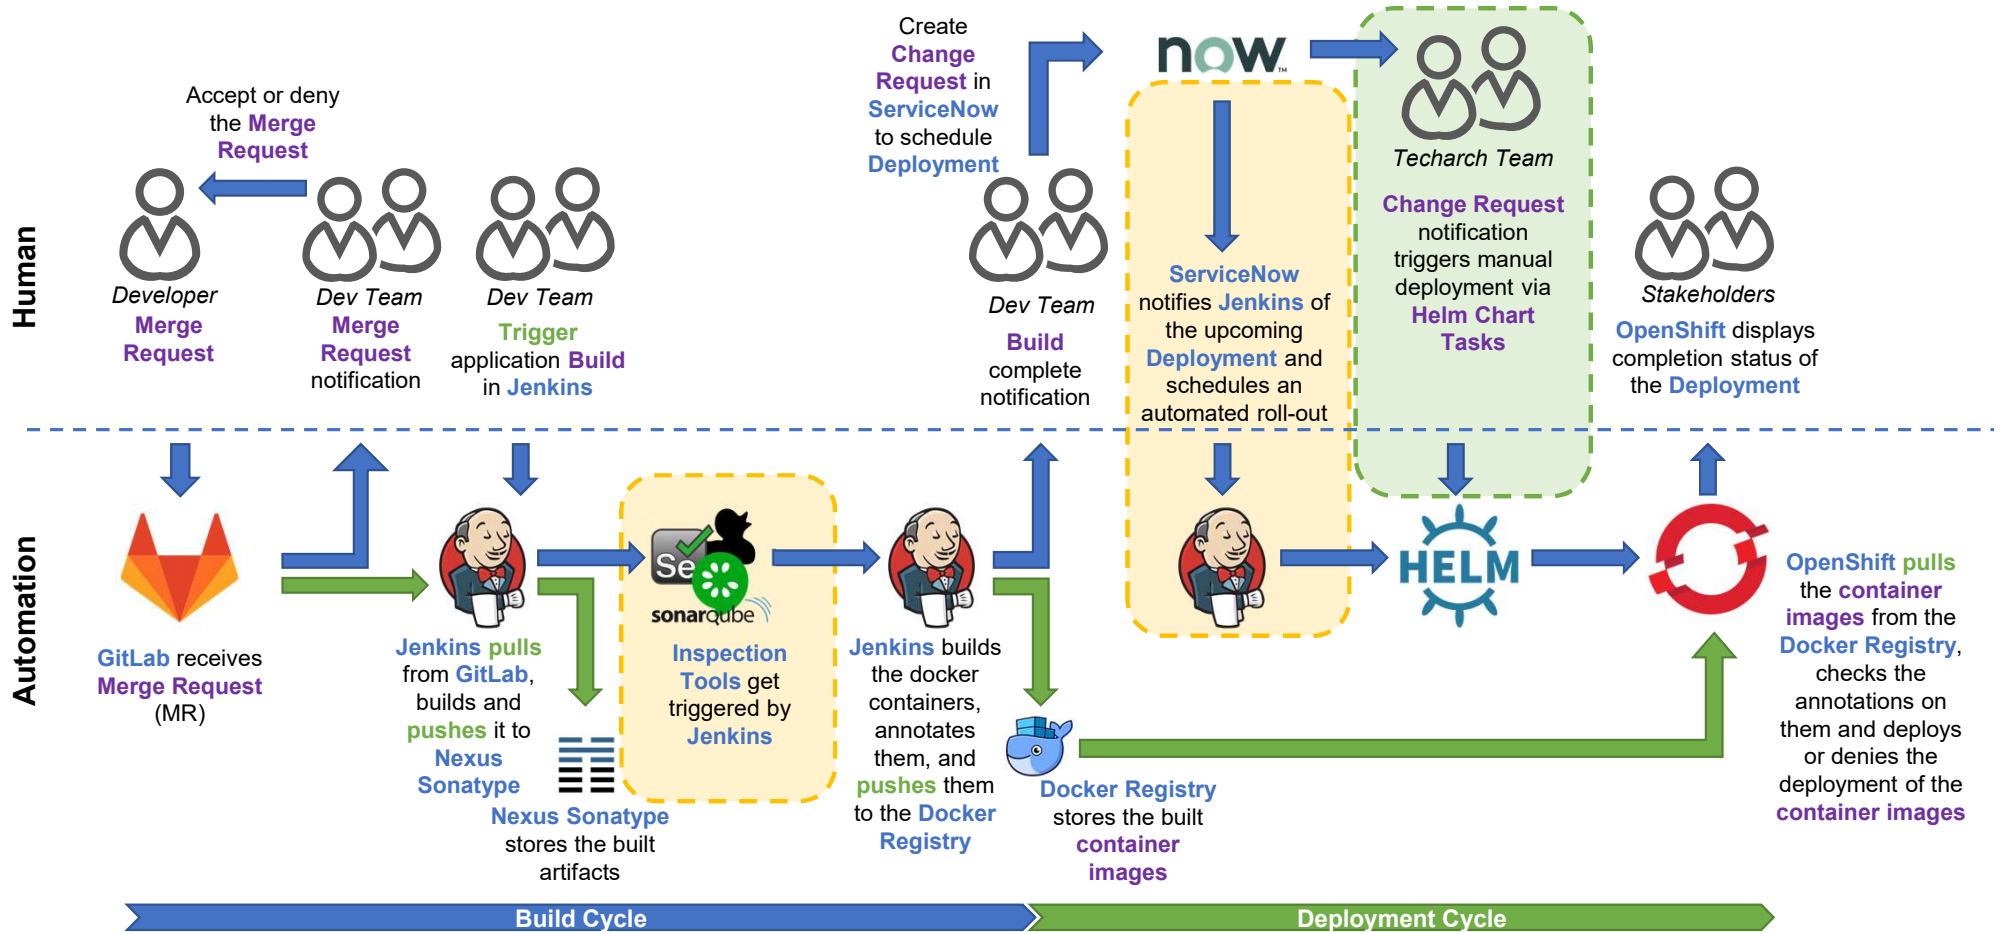 Human
Automation
Accept or deny
the Merge
Request
Developer
Merge
Request
Dev Team
Merge
Request
notification
Dev Team
Trigger
application Build
in Jenkins
Create
Change
Request in
ServiceNow
to schedule
Deployment
Dev Team
Build
complete
notification
now™
ServiceNow
notifies Jenkins of
the upcoming
Deployment and
schedules an
automated roll-out
Techarch Team
Change Request
notification
triggers manual
deployment via
Helm Chart
Tasks
Stakeholders
OpenShift displays
completion status of
the Deployment
GitLab receives
Merge Request
(MR)
Jenkins pulls
from GitLab,
builds and
pushes it to
Nexus
Sonatype
Nexus Sonatype
stores the built
artifacts
Se
sonarqube
Inspection
Tools get
triggered by
Jenkins
Jenkins builds
the docker
containers,
annotates
them, and
pushes them
to the Docker
Registry
Docker Registry
stores the built
container
images
HELM
OpenShift pulls
the container
images from the
Docker Registry,
checks the
annotations on
them and deploys
or denies the
deployment of the
container images
Build Cycle
Deployment Cycle